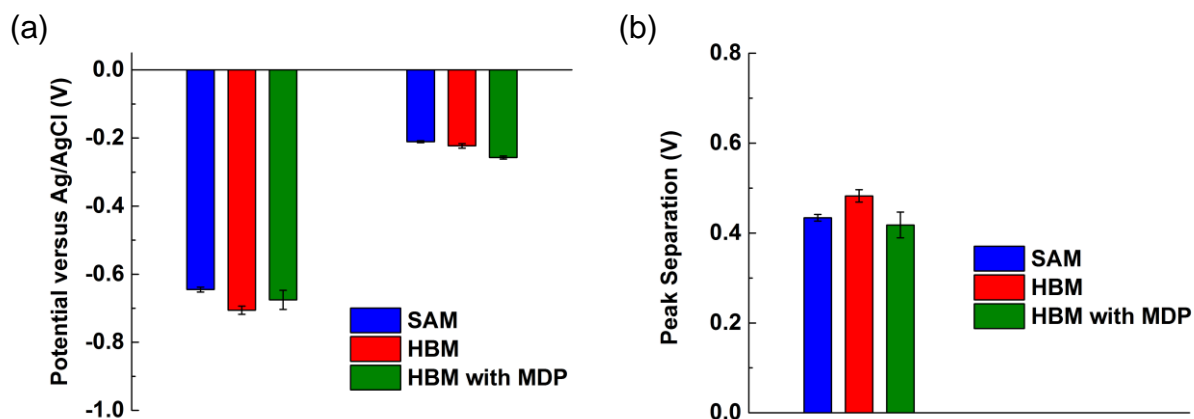 (a)
Potential versus Ag/AgCl (V)
0.0
-0.2
-0.4
-0.6
-0.8
-1.0
SAM
HBM
HBM with MDP
(b)
Peak Separation (V)
0.8
0.6
0.4
0.2
0.0
SAM
HBM
HBM with MDP